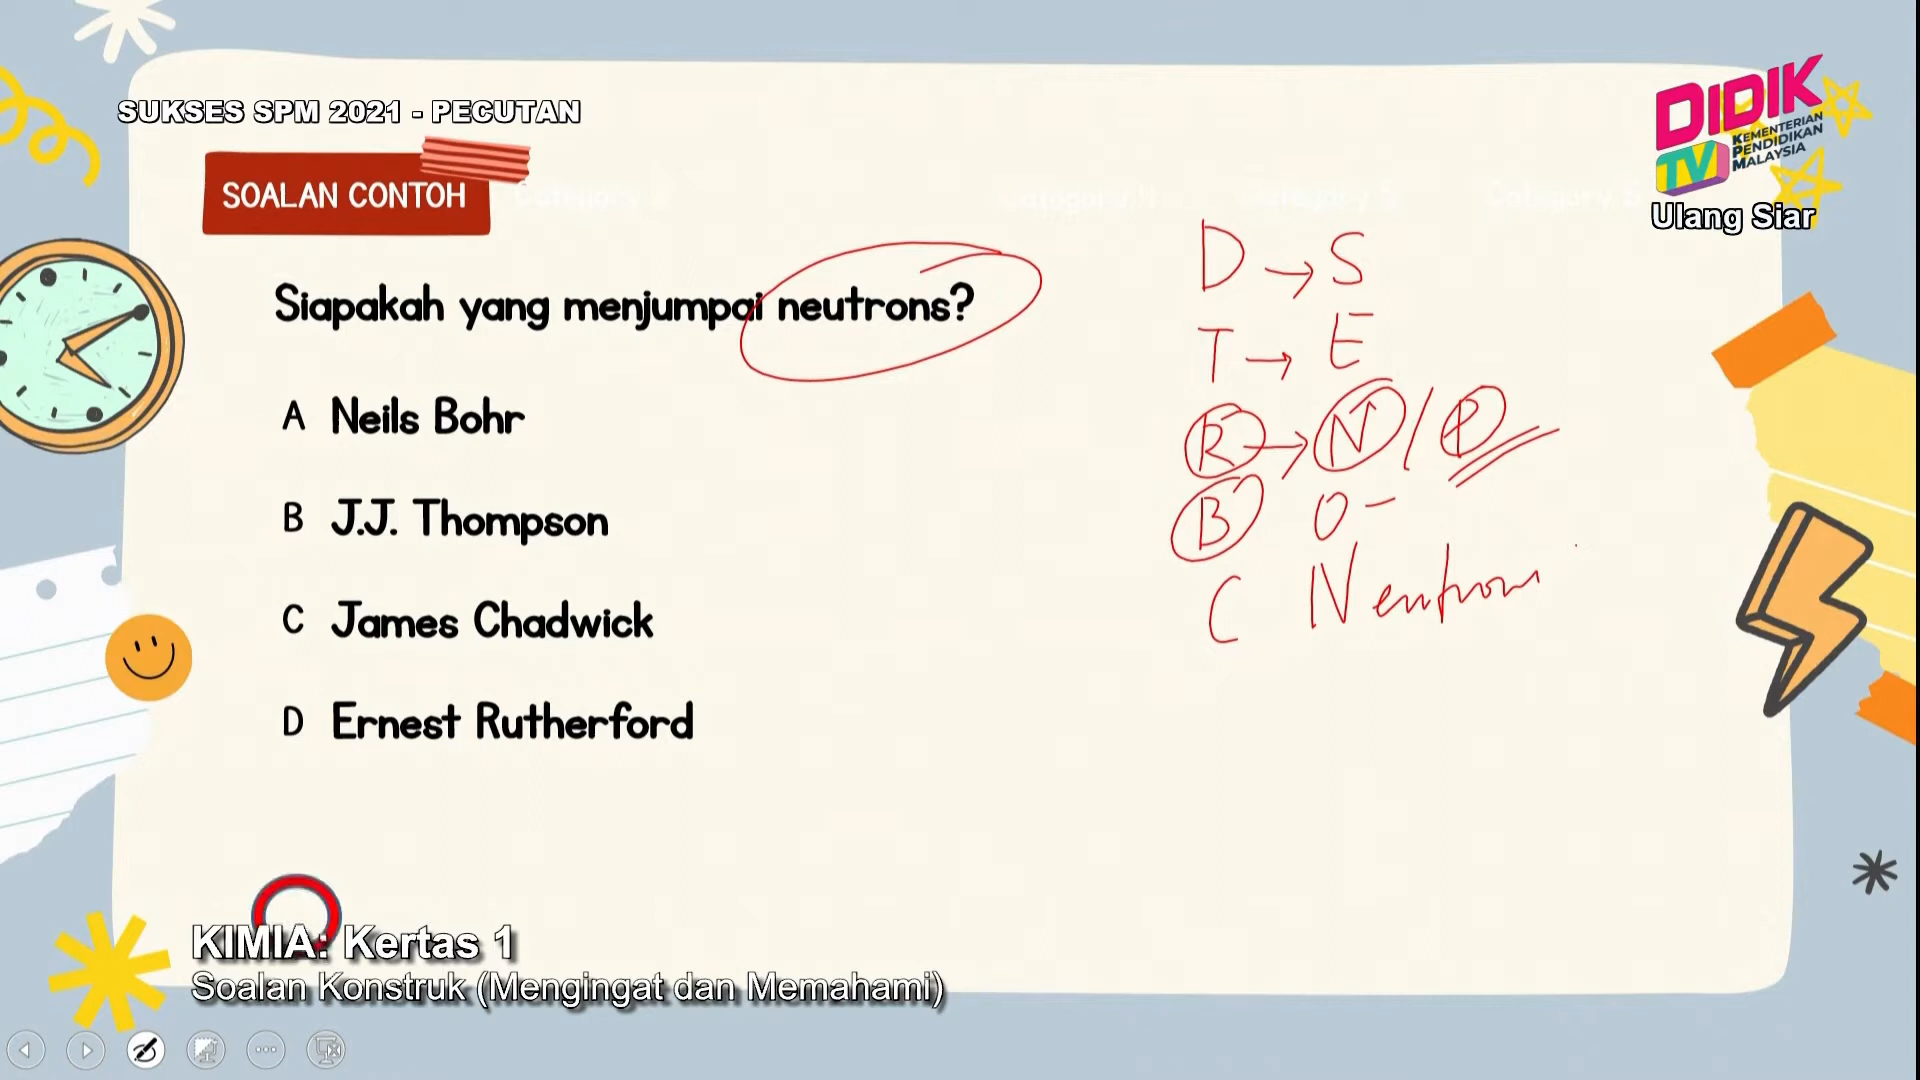 SUKSES SPM 2021 - PECUTAN
DIDIK
TV
KEMENTERIAN
PENDIDIKAN
MALAYSIA
Ulang Siar
SOALAN CONTOH
Siapakah yang menjumpai neutrons?
A Neils Bohr
B J.J. Thompson
C James Chadwick
D Ernest Rutherford
D → S
T → E
R → N / P
B O -
C Neutrons
KIMIA: Kertas 1
Soalan Konstruk (Mengingat dan Memahami)